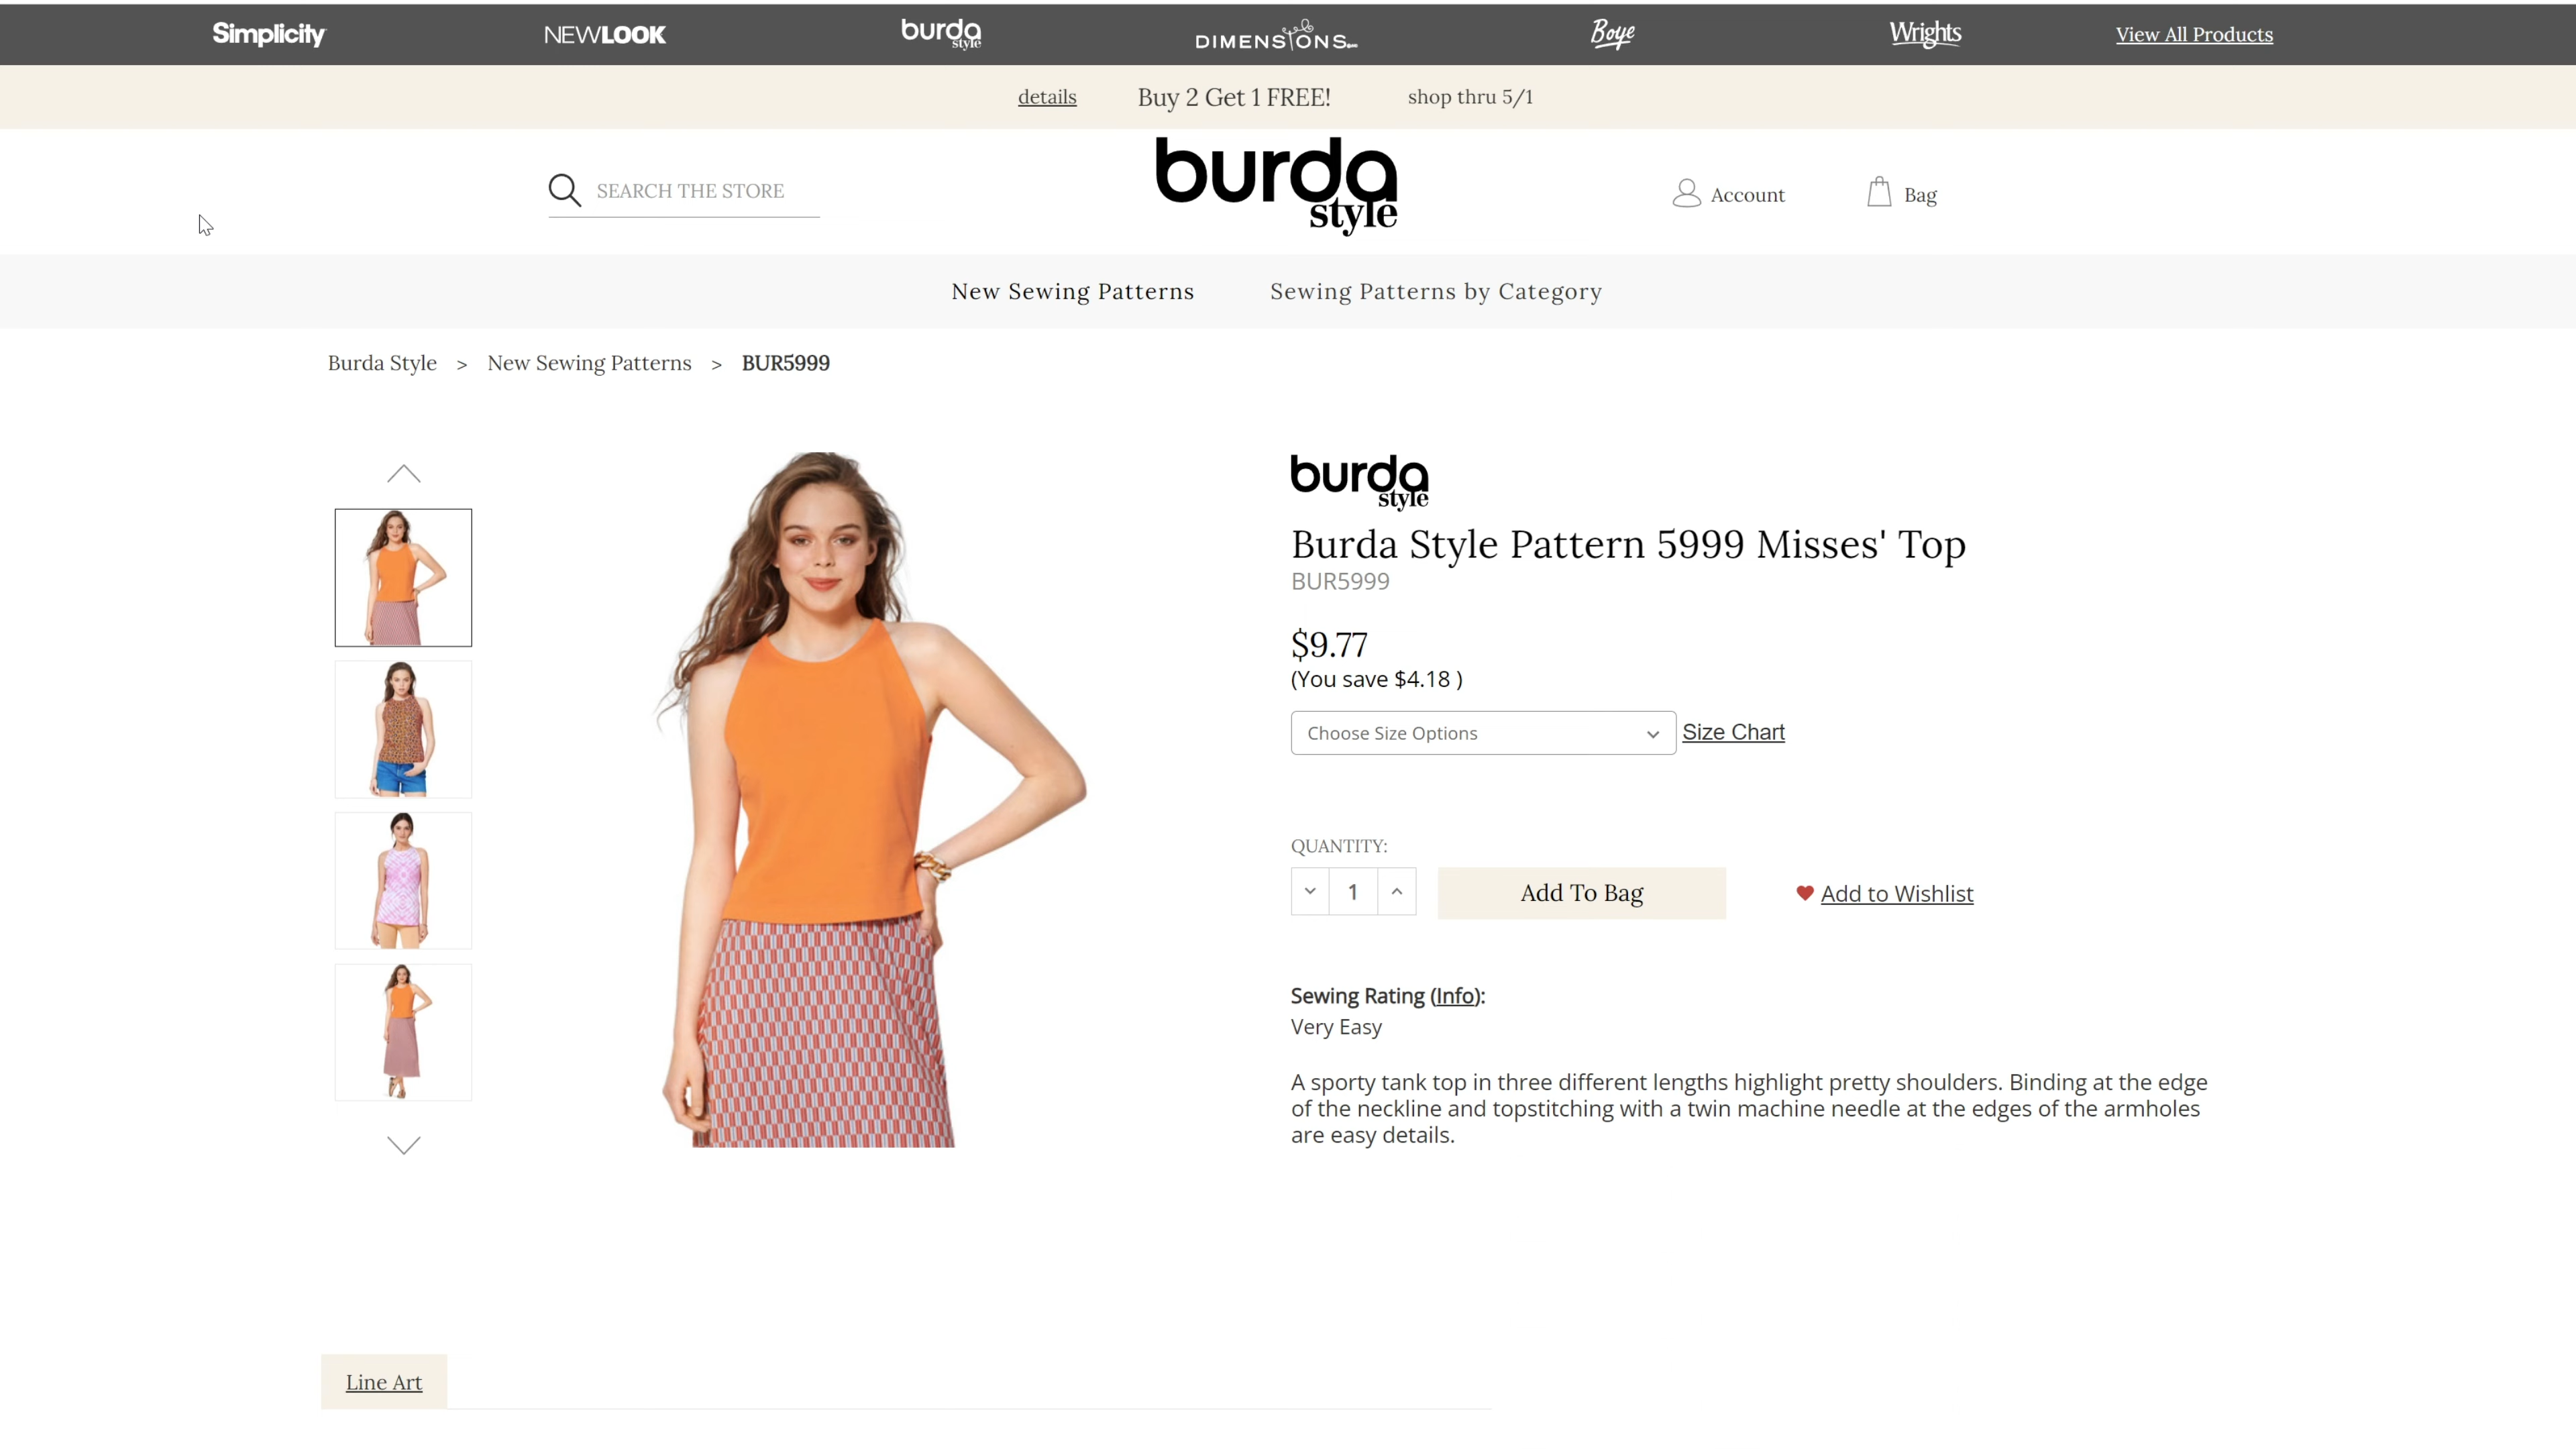 Simplicity
NEWLOOK
burda style
DIMENSIONS
Boye
Wrights
View All Products
details
Buy 2 Get 1 FREE!
shop thru 5/1
SEARCH THE STORE
burda style
Account
Bag
New Sewing Patterns
Sewing Patterns by Category
Burda Style > New Sewing Patterns > BUR5999
burda style
Burda Style Pattern 5999 Misses' Top
BUR5999
$9.77
(You save $4.18 )
Choose Size Options
Size Chart
QUANTITY:
1
Add To Bag
Add to Wishlist
Sewing Rating (Info):
Very Easy
A sporty tank top in three different lengths highlight pretty shoulders. Binding at the edge
of the neckline and topstitching with a twin machine needle at the edges of the armholes
are easy details.
Line Art